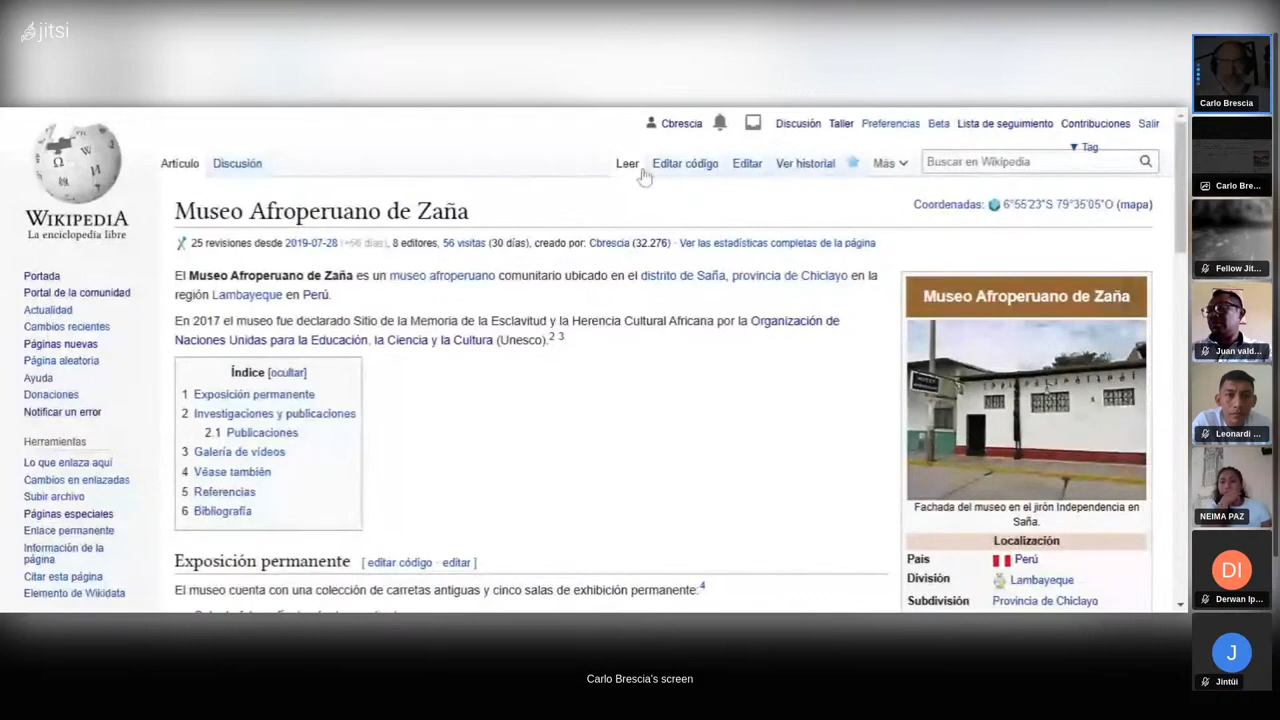 jitsi
Cbrescia Discusión Taller Preferencias Beta Lista de seguimiento Contribuciones Salir
Artículo Discusión Leer Editar código Editar Ver historial Más Buscar en Wikipedia
Tag
WIKIPEDIA
La enciclopedia libre
Museo Afroperuano de Zaña
Coordenadas: 6°55′23″S 79°35′05″O (mapa)
25 revisiones desde 2019-07-28 (+56 días), 8 editores, 56 visitas (30 días), creado por: Cbrescia (32.276) · Ver las estadísticas completas de la página
El Museo Afroperuano de Zaña es un museo afroperuano comunitario ubicado en el distrito de Saña, provincia de Chiclayo en la
región Lambayeque en Perú.
En 2017 el museo fue declarado Sitio de la Memoria de la Esclavitud y la Herencia Cultural Africana por la Organización de
Naciones Unidas para la Educación, la Ciencia y la Cultura (Unesco).2 3
Índice [ocultar]
1 Exposición permanente
2 Investigaciones y publicaciones
2.1 Publicaciones
3 Galería de vídeos
4 Véase también
5 Referencias
6 Bibliografía
Exposición permanente [ editar código · editar ]
El museo cuenta con una colección de carretas antiguas y cinco salas de exhibición permanente:4
Portada
Portal de la comunidad
Actualidad
Cambios recientes
Páginas nuevas
Página aleatoria
Ayuda
Donaciones
Notificar un error
Herramientas
Lo que enlaza aquí
Cambios en enlazadas
Subir archivo
Páginas especiales
Enlace permanente
Información de la
página
Citar esta página
Elemento de Wikidata
Museo Afroperuano de Zaña
Fachada del museo en el jirón Independencia en
Saña.
Localización
País Perú
División Lambayeque
Subdivisión Provincia de Chiclayo
Carlo Brescia's screen
Carlo Brescia
Carlo Bre...
Fellow Jit...
Juan vald...
Leonardi ...
NEIMA PAZ
DI
Derwan Ip...
J
Jintüi